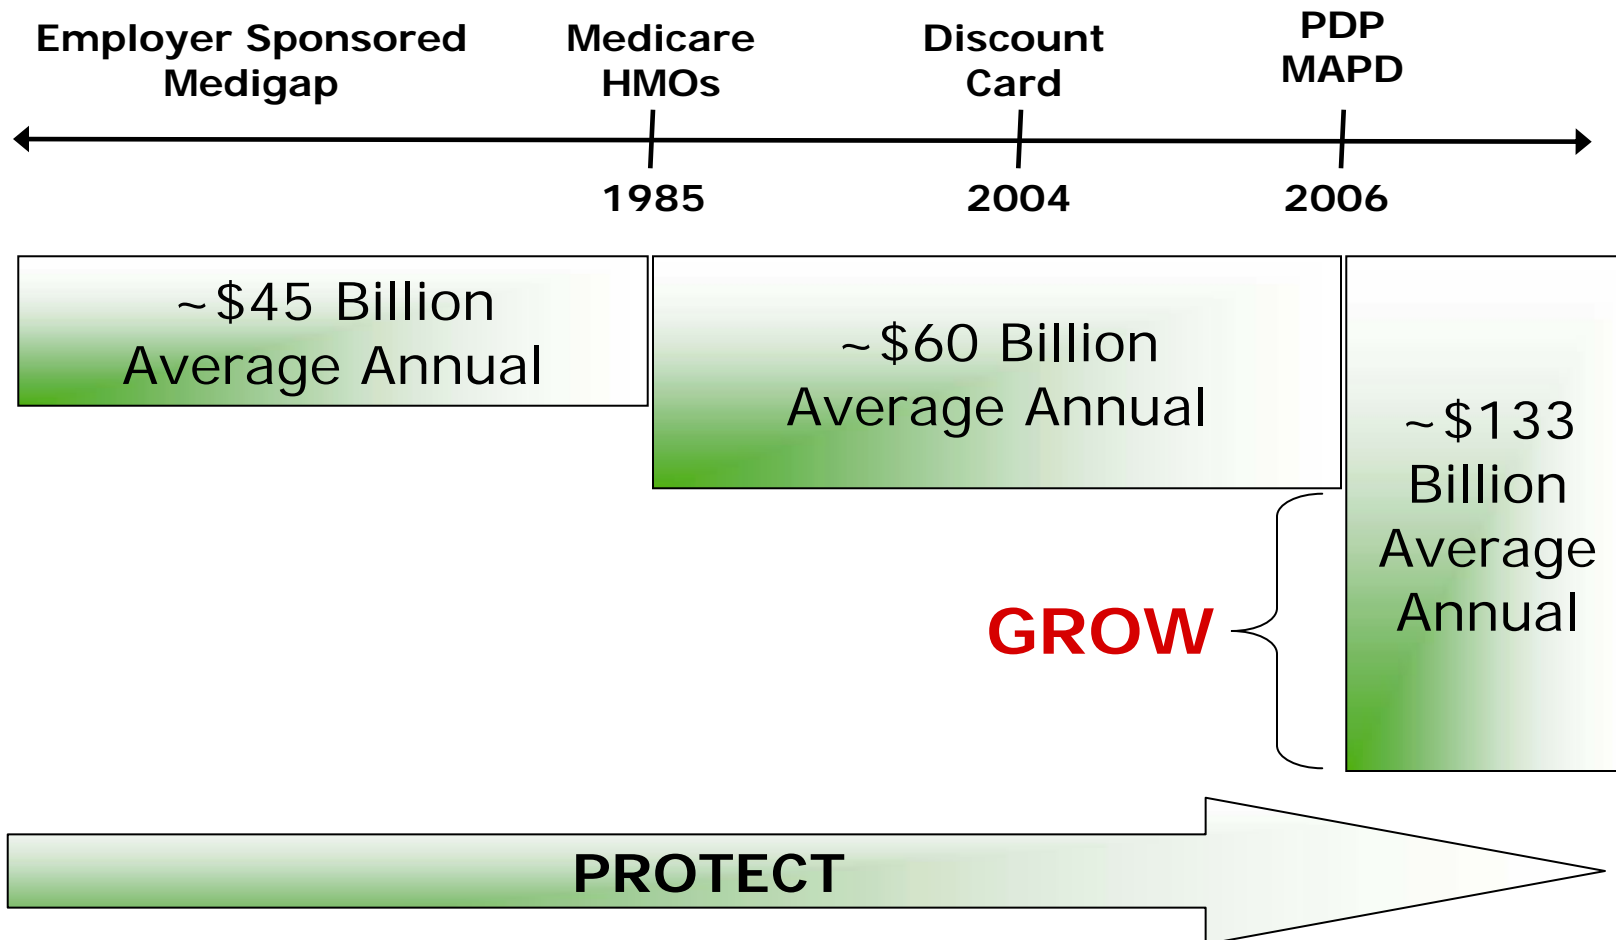 Employer Sponsored
Medigap
Medicare
HMOs
Discount
Card
PDP
MAPD
1985
2004
2006
~$45 Billion
Average Annual
~$60 Billion
Average Annual
~$133
Billion
Average
Annual
GROW
PROTECT